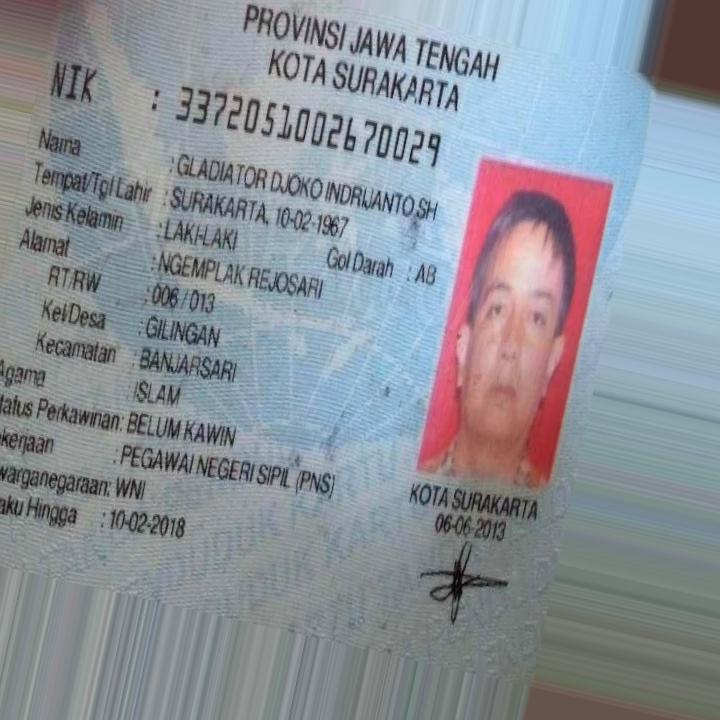 PROVINSI JAWA TENGAH
KOTA SURAKARTA
NIK : 3372051002670029
Nama : GLADIATOR DJOKO INDRIJANTO SH
Tempat/Tgl Lahir : SURAKARTA, 10-02-1967
Jenis Kelamin : LAKI-LAKI Gol Darah : AB
Alamat : NGEMPLAK REJOSARI
RT/RW : 006 / 013
Kel/Desa : GILINGAN
Kecamatan : BANJARSARI
Agama : ISLAM
tatus Perkawinan: BELUM KAWIN
kerjaan : PEGAWAI NEGERI SIPIL (PNS)
warganegaraan: WNI
aku Hingga : 10-02-2018
KOTA SURAKARTA
06-06-2013